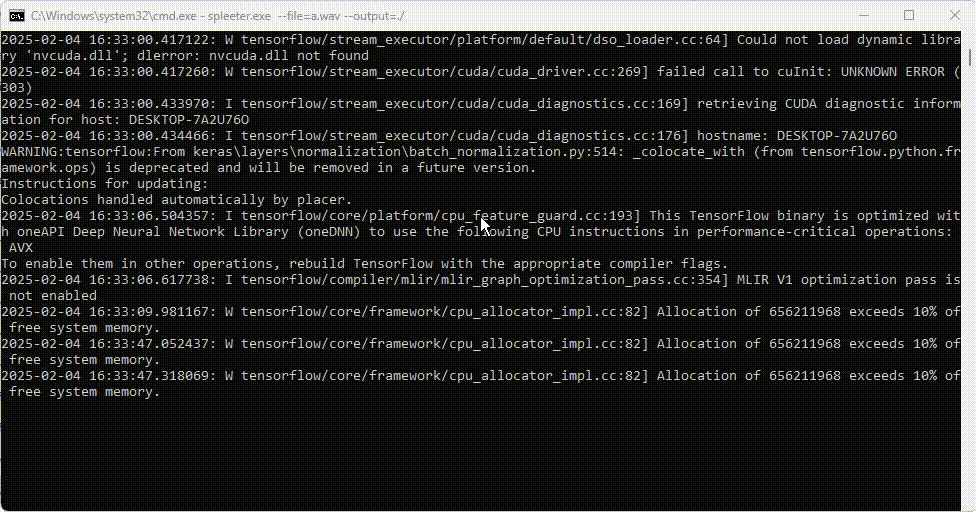 C:\Windows\system32\cmd.exe - spleeter.exe  --file=a.wav --output=./
2025-02-04 16:33:00.417122: W tensorflow/stream_executor/platform/default/dso_loader.cc:64] Could not load dynamic libra
ry 'nvcuda.dll'; dlerror: nvcuda.dll not found
2025-02-04 16:33:00.417260: W tensorflow/stream_executor/cuda/cuda_driver.cc:269] failed call to cuInit: UNKNOWN ERROR (
303)
2025-02-04 16:33:00.433970: I tensorflow/stream_executor/cuda/cuda_diagnostics.cc:169] retrieving CUDA diagnostic inform
ation for host: DESKTOP-7A2U76O
2025-02-04 16:33:00.434466: I tensorflow/stream_executor/cuda/cuda_diagnostics.cc:176] hostname: DESKTOP-7A2U76O
WARNING:tensorflow:From keras\layers\normalization\batch_normalization.py:514: _colocate_with (from tensorflow.python.fr
amework.ops) is deprecated and will be removed in a future version.
Instructions for updating:
Colocations handled automatically by placer.
2025-02-04 16:33:06.504357: I tensorflow/core/platform/cpu_feature_guard.cc:193] This TensorFlow binary is optimized wit
h oneAPI Deep Neural Network Library (oneDNN) to use the following CPU instructions in performance-critical operations:
AVX
To enable them in other operations, rebuild TensorFlow with the appropriate compiler flags.
2025-02-04 16:33:06.617738: I tensorflow/compiler/mlir/mlir_graph_optimization_pass.cc:354] MLIR V1 optimization pass is
not enabled
2025-02-04 16:33:09.981167: W tensorflow/core/framework/cpu_allocator_impl.cc:82] Allocation of 656211968 exceeds 10% of
free system memory.
2025-02-04 16:33:47.052437: W tensorflow/core/framework/cpu_allocator_impl.cc:82] Allocation of 656211968 exceeds 10% of
free system memory.
2025-02-04 16:33:47.318069: W tensorflow/core/framework/cpu_allocator_impl.cc:82] Allocation of 656211968 exceeds 10% of
free system memory.